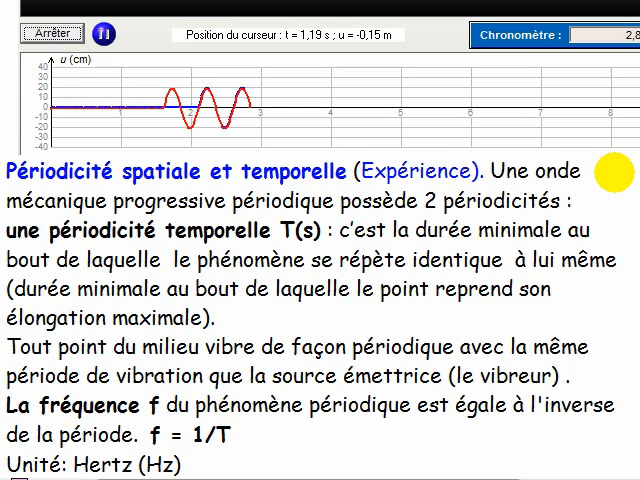 Arrêter
Position du curseur : t = 1,19 s ; u = -0,15 m
Chronomètre :
2,8
u (cm)
40
30
20
10
0
-10
-20
-30
-40
1
2
3
4
5
6
7
8
Périodicité spatiale et temporelle (Expérience). Une onde
mécanique progressive périodique possède 2 périodicités :
une périodicité temporelle T(s) : c’est la durée minimale au
bout de laquelle le phénomène se répète identique à lui même
(durée minimale au bout de laquelle le point reprend son
élongation maximale).
Tout point du milieu vibre de façon périodique avec la même
période de vibration que la source émettrice (le vibreur) .
La fréquence f du phénomène périodique est égale à l'inverse
de la période. f = 1/T
Unité: Hertz (Hz)